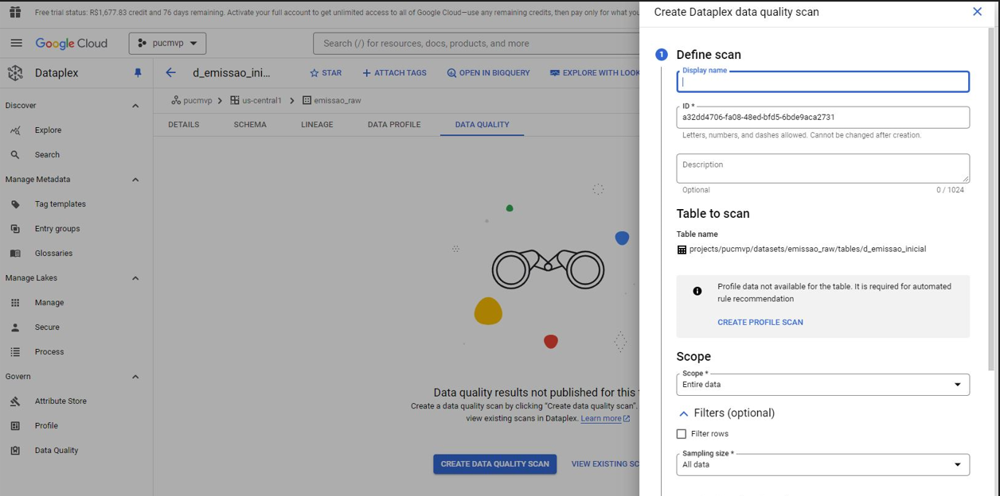 Free trial status: R$1,677.83 credit and 76 days remaining. Activate your full account to get unlimited access to all of Google Cloud—use any remaining credits, then pay only for what you
Google Cloud
pucmvp
Search (/) for resources, docs, products, and more
Dataplex
Discover
Explore
Search
Manage Metadata
Tag templates
Entry groups
Glossaries
Manage Lakes
Manage
Secure
Process
Govern
Attribute Store
Profile
Data Quality
d_emissao_ini...
STAR
ATTACH TAGS
OPEN IN BIGQUERY
EXPLORE WITH LOOK
pucmvp
us-central1
emissao_raw
DETAILS
SCHEMA
LINEAGE
DATA PROFILE
DATA QUALITY
Data quality results not published for this t
Create a data quality scan by clicking “Create data quality scan”.
view existing scans in Dataplex. Learn more
CREATE DATA QUALITY SCAN
VIEW EXISTING SC
Create Dataplex data quality scan
1 Define scan
Display name
ID *
a32dd4706-fa08-48ed-bfd5-6bde9aca2731
Letters, numbers, and dashes allowed. Cannot be changed after creation.
Description
Optional 0 / 1024
Table to scan
Table name
projects/pucmvp/datasets/emissao_raw/tables/d_emissao_inicial
Profile data not available for the table. It is required for automated
rule recommendation
CREATE PROFILE SCAN
Scope
Scope *
Entire data
Filters (optional)
Filter rows
Sampling size *
All data